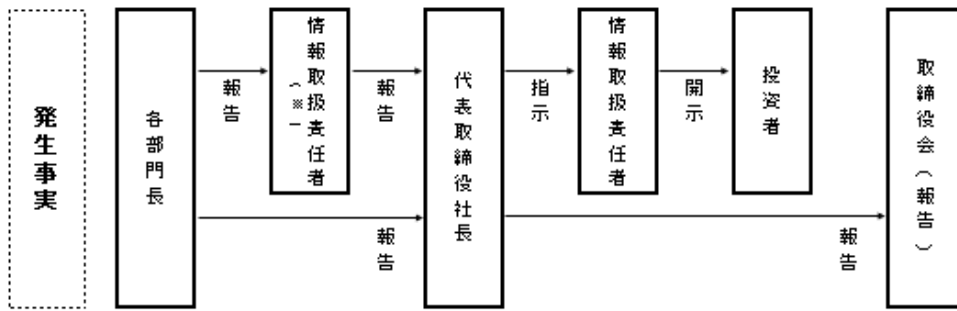 発生事実
各部門長
報告
報告
情報取扱責任者
（※）
報告
代表取締役社長
指示
情報取扱責任者
開示
投資者
報告
取締役会（報告）